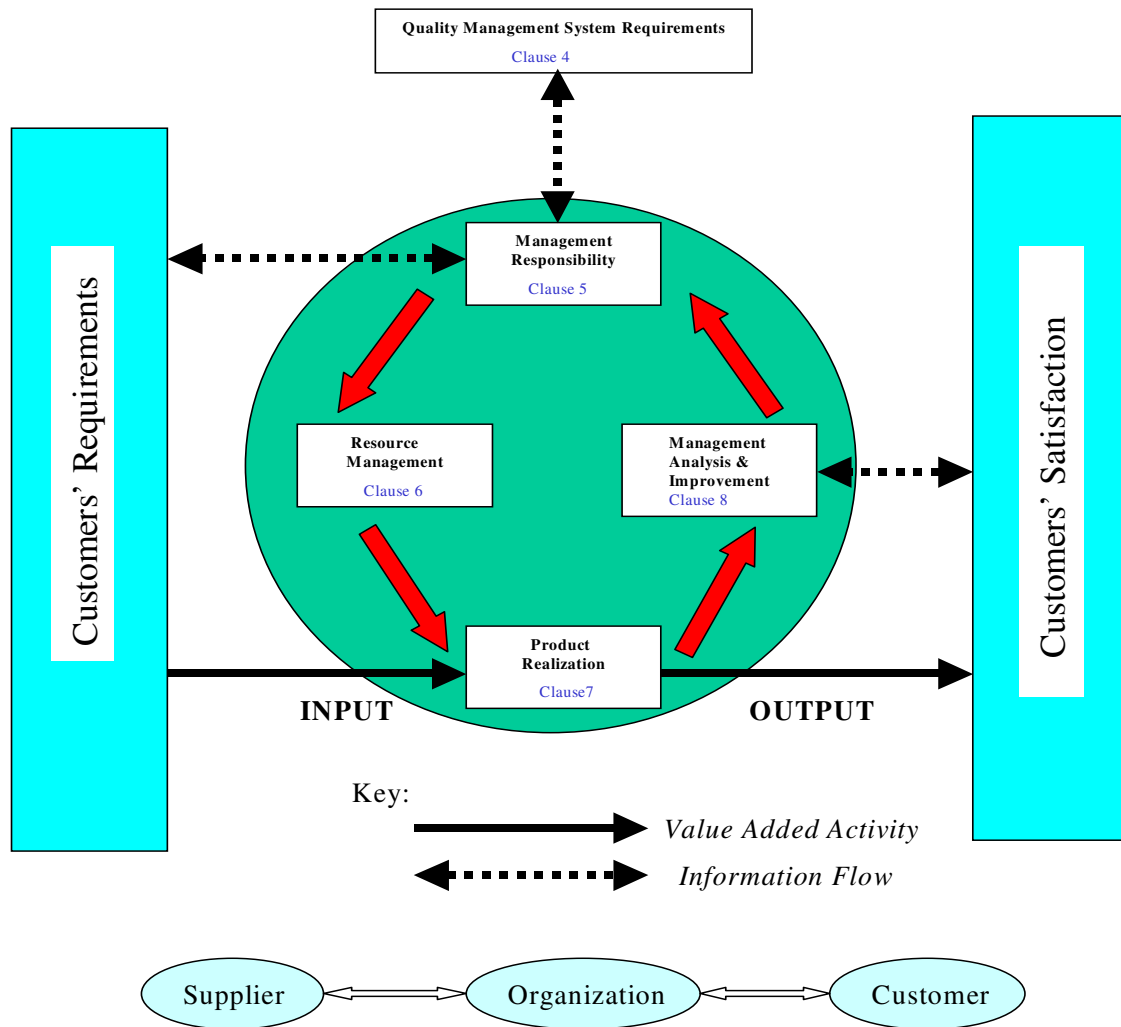 Quality Management System Requirements
Clause 4
Customers' Requirements
Management
Responsibility
Clause 5
Resource
Management
Clause 6
Management
Analysis &
Improvement
Clause 8
Customers' Satisfaction
Product
Realization
Clause7
INPUT
OUTPUT
Key:
Value Added Activity
Information Flow
Supplier
Organization
Customer